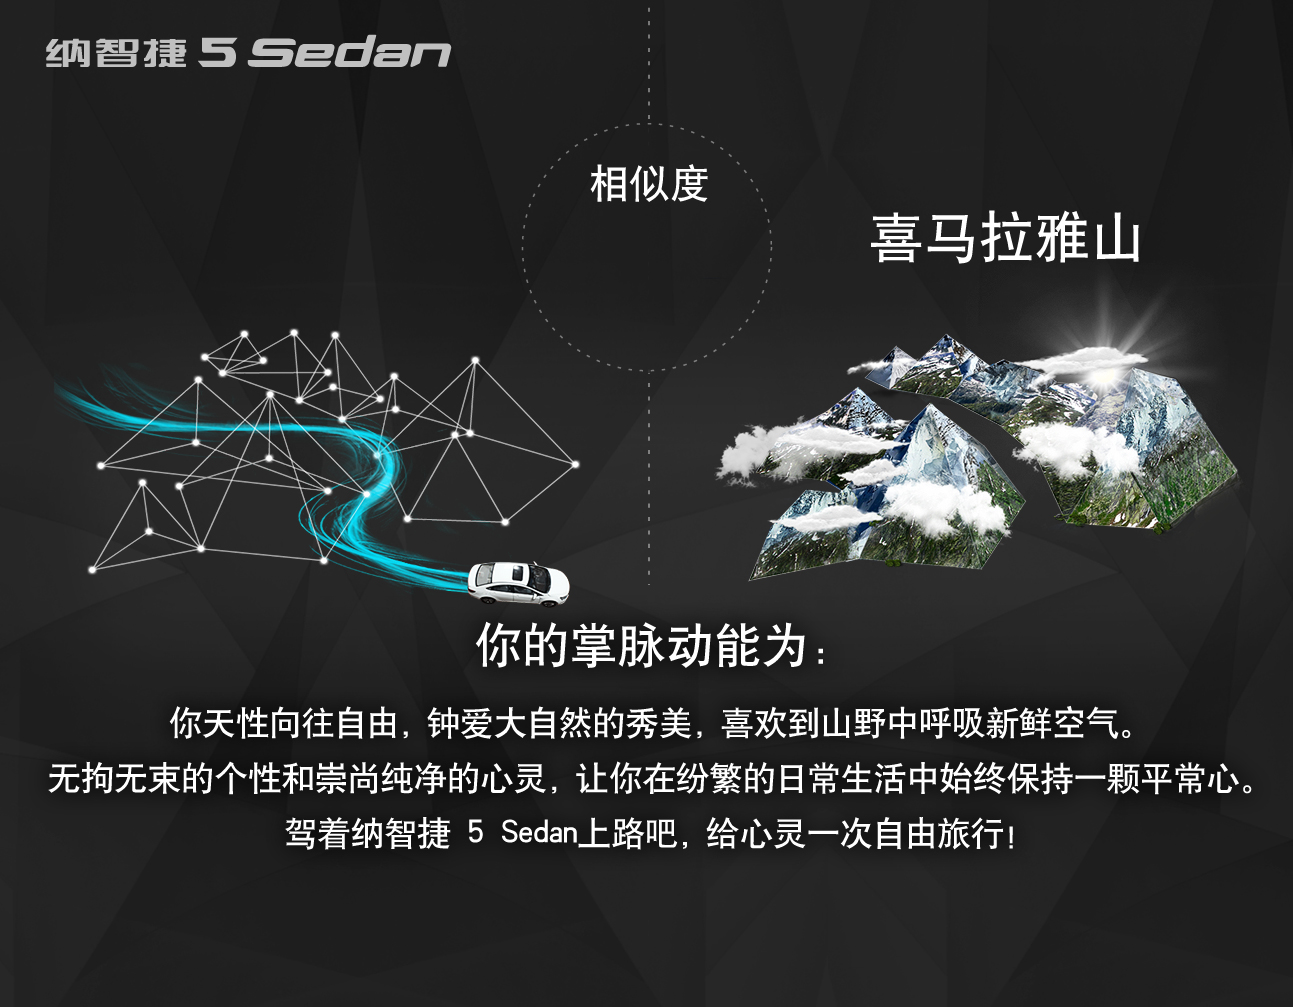 纳智捷 5 Sedan
相似度
喜马拉雅山
你的掌脉动能为：
你天性向往自由，钟爱大自然的秀美，喜欢到山野中呼吸新鲜空气。
无拘无束的个性和崇尚纯净的心灵，让你在纷繁的日常生活中始终保持一颗平常心。
驾着纳智捷 5 Sedan上路吧，给心灵一次自由旅行！